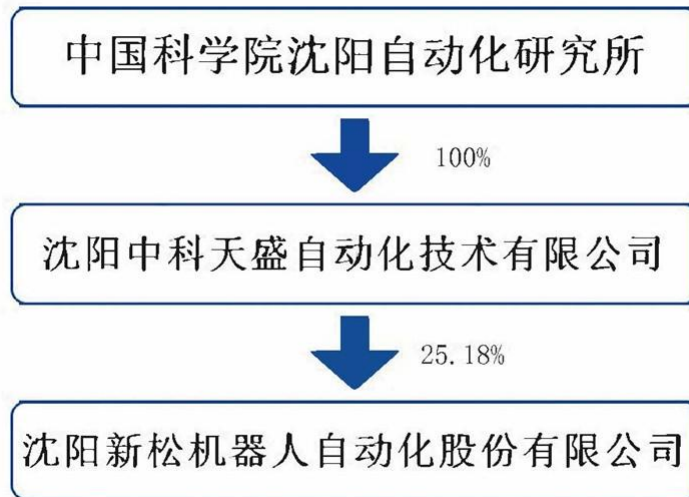 中国科学院沈阳自动化研究所
100%
沈阳中科天盛自动化技术有限公司
25.18%
沈阳新松机器人自动化股份有限公司